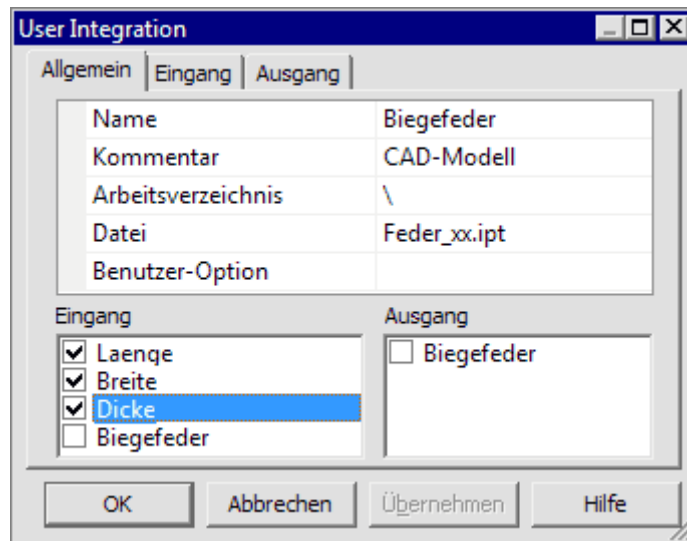 User Integration
Allgemein Eingang Ausgang
Name Biegefeder
Kommentar CAD-Modell
Arbeitsverzeichnis \
Datei Feder_xx.ipt
Benutzer-Option
Eingang Ausgang
Laenge Biegefeder
Breite
Dicke
Biegefeder
OK Abbrechen Übernehmen Hilfe